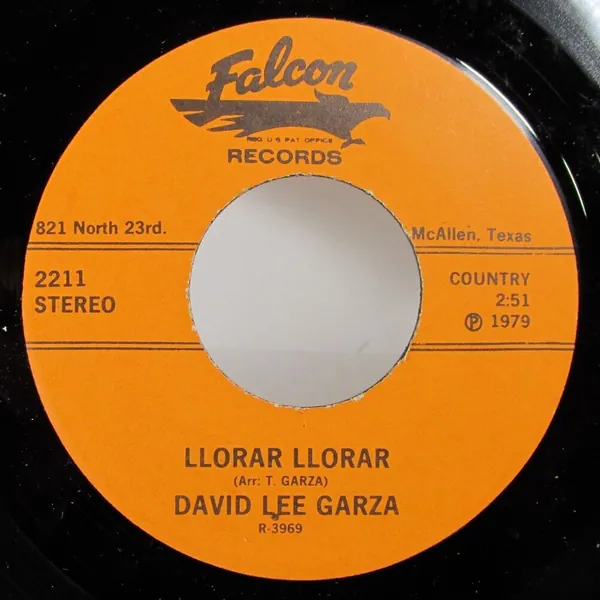 Falcon
REG. U S PAT. OFFICE
RECORDS
821 North 23rd.
McAllen, Texas
2211
STEREO
COUNTRY
2:51
Ⓟ 1979
LLORAR LLORAR
(Arr: T. GARZA)
DAVID LEE GARZA
R-3969